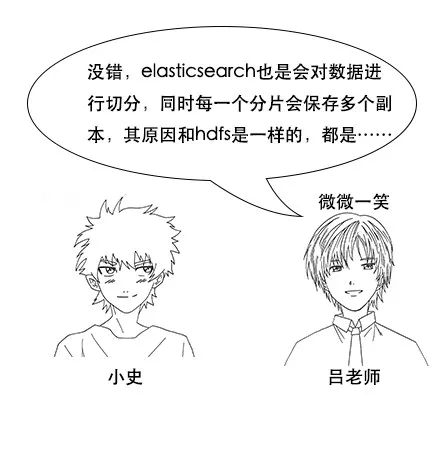 没错，elasticsearch也是会对数据进
行切分，同时每一个分片会保存多个副
本，其原因和hdfs是一样的，都是……
微微一笑
小史
吕老师